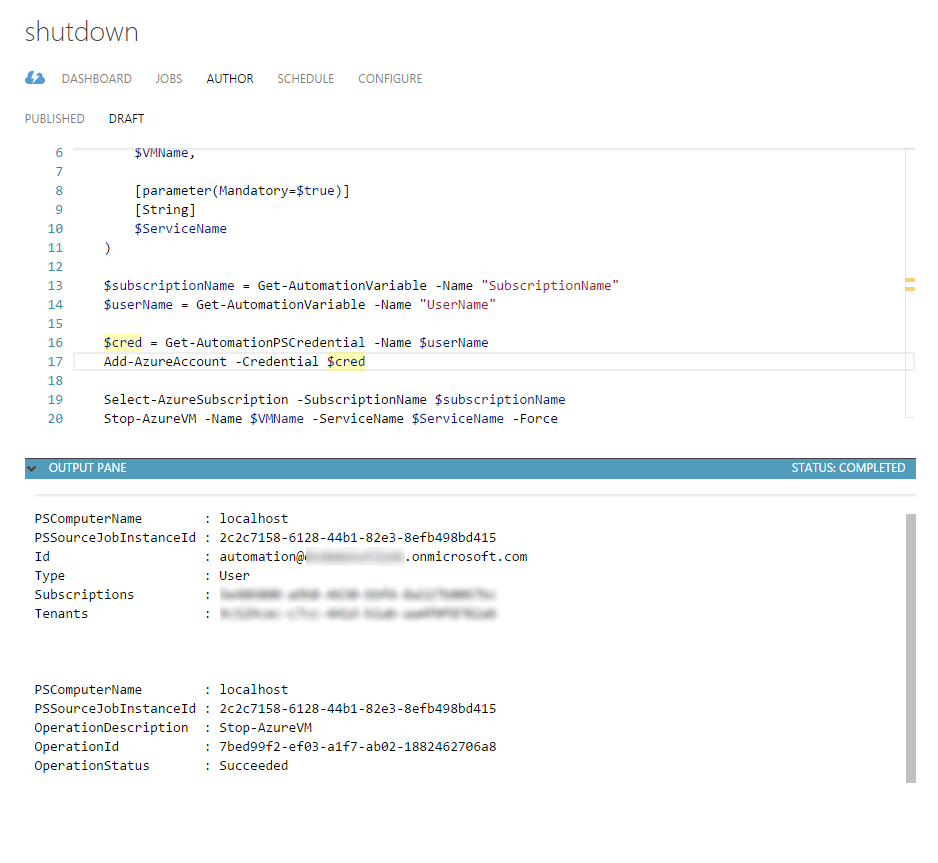 shutdown
DASHBOARD JOBS AUTHOR SCHEDULE CONFIGURE
PUBLISHED DRAFT
6 $VMName,
7
8 [parameter(Mandatory=$true)]
9 [String]
10 $ServiceName
11 )
12
13 $subscriptionName = Get-AutomationVariable -Name "SubscriptionName"
14 $userName = Get-AutomationVariable -Name "UserName"
15
16 $cred = Get-AutomationPSCredential -Name $userName
17 Add-AzureAccount -Credential $cred
18
19 Select-AzureSubscription -SubscriptionName $subscriptionName
20 Stop-AzureVM -Name $VMName -ServiceName $ServiceName -Force
OUTPUT PANE STATUS: COMPLETED
PSComputerName : localhost
PSSourceJobInstanceId : 2c2c7158-6128-44b1-82e3-8efb498bd415
Id : automation@ .onmicrosoft.com
Type : User
Subscriptions :
Tenants :
PSComputerName : localhost
PSSourceJobInstanceId : 2c2c7158-6128-44b1-82e3-8efb498bd415
OperationDescription : Stop-AzureVM
OperationId : 7bed99f2-ef03-a1f7-ab02-1882462706a8
OperationStatus : Succeeded